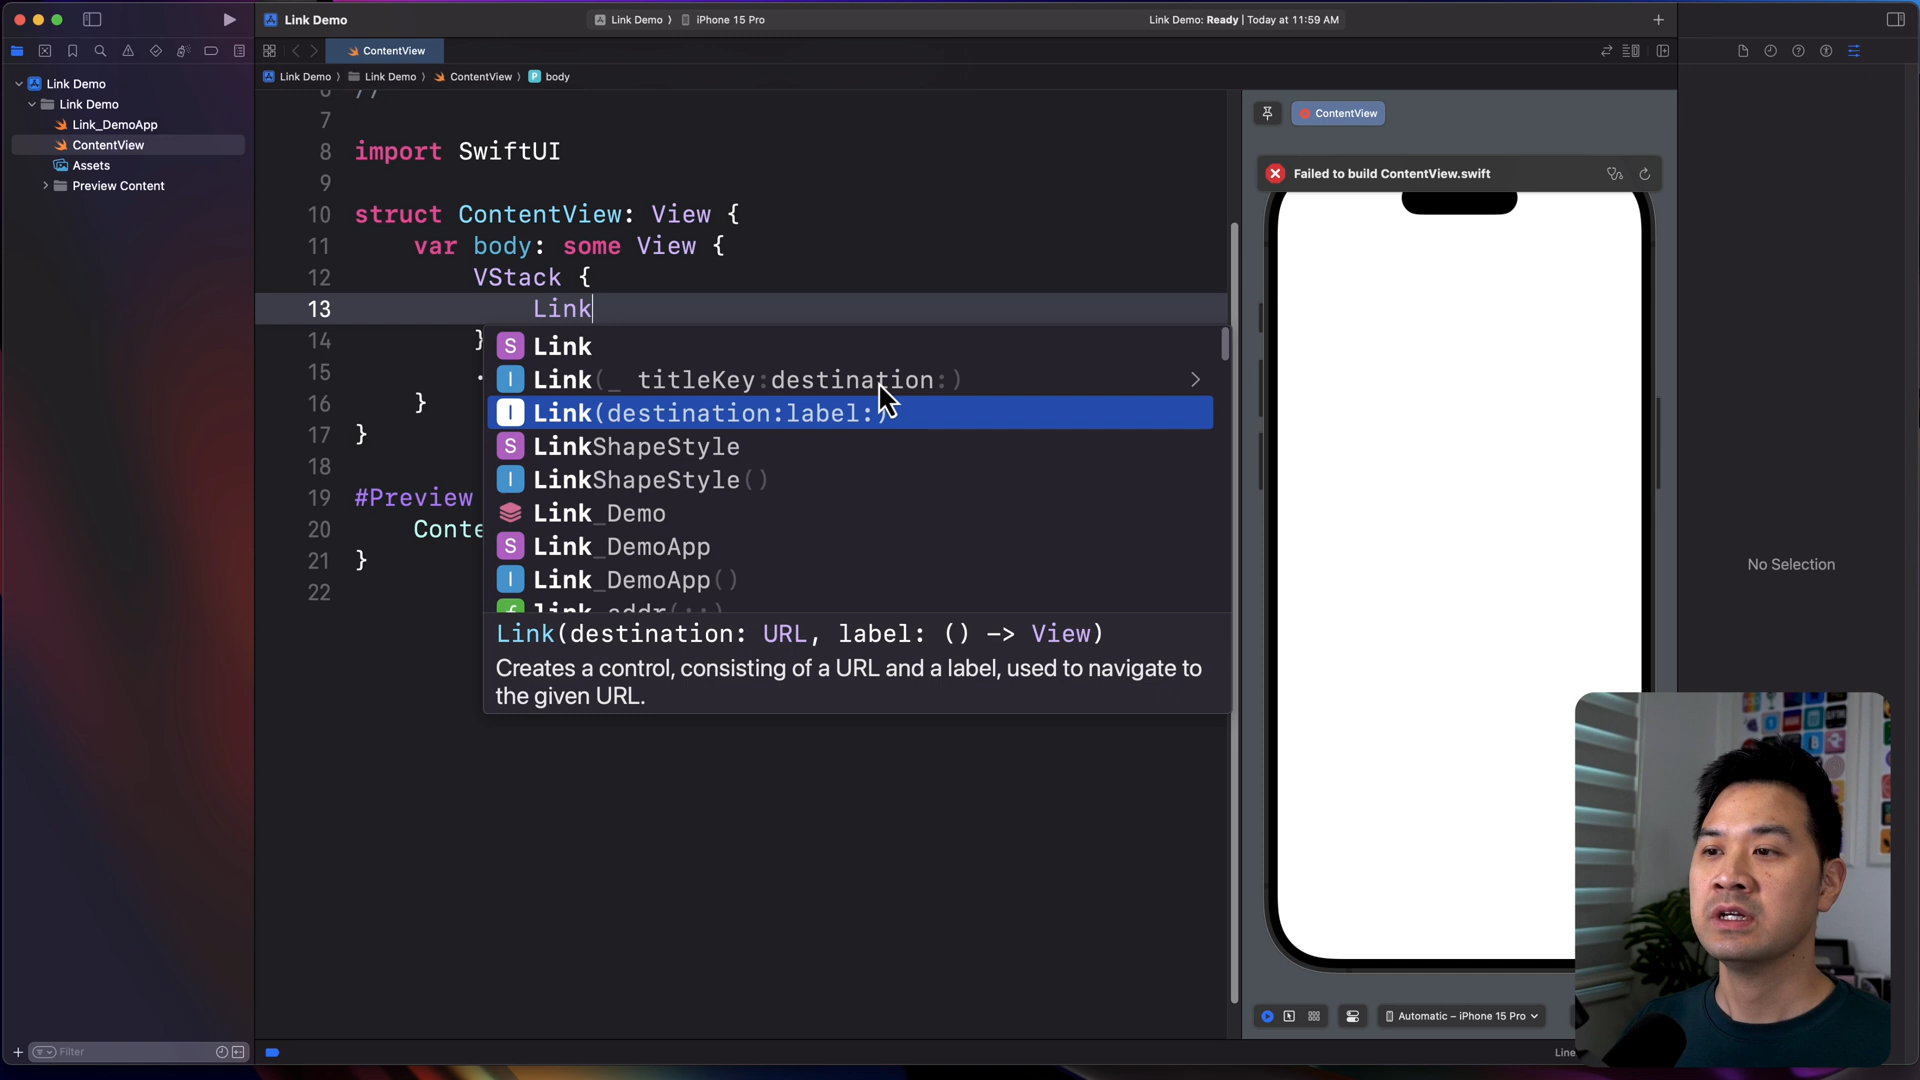 Link Demo
Link Demo 〉 iPhone 15 Pro
Link Demo: Ready | Today at 11:59 AM
ContentView
Link Demo 〉 Link Demo 〉 ContentView 〉 P body
Link Demo
Link Demo
Link_DemoApp
ContentView
Assets
Preview Content
6 //
7
8 import SwiftUI
9
10 struct ContentView: View {
11 var body: some View {
12 VStack {
13 Link
14 }
15 .
16 }
17 }
18
19 #Preview
20 Conte
21 }
22
S Link
I Link(_ titleKey:destination:)
I Link(destination:label:)
S LinkShapeStyle
I LinkShapeStyle()
Link_Demo
S Link_DemoApp
I Link_DemoApp()
f link_addr(::)
Link(destination: URL, label: () -> View)
Creates a control, consisting of a URL and a label, used to navigate to
the given URL.
ContentView
Failed to build ContentView.swift
No Selection
Automatic – iPhone 15 Pro
Filter
Line